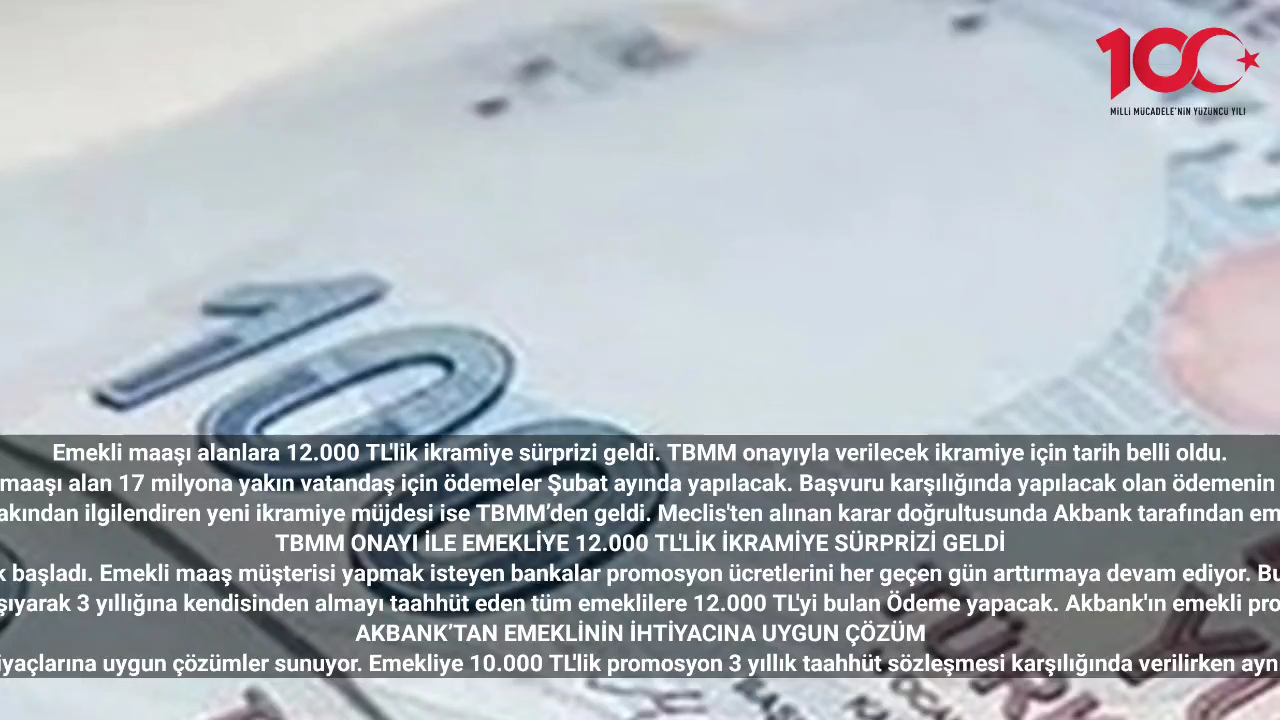 100
MİLLİ MÜCADELE'NİN YÜZÜNCÜ YILI
100
Emekli maaşı alanlara 12.000 TL'lik ikramiye sürprizi geldi. TBMM onayıyla verilecek ikramiye için tarih belli oldu.
maaşı alan 17 milyona yakın vatandaş için ödemeler Şubat ayında yapılacak. Başvuru karşılığında yapılacak olan ödemenin
akından ilgilendiren yeni ikramiye müjdesi ise TBMM’den geldi. Meclis'ten alınan karar doğrultusunda Akbank tarafından em
TBMM ONAYI İLE EMEKLİYE 12.000 TL'LİK İKRAMİYE SÜRPRİZİ GELDİ
k başladı. Emekli maaş müşterisi yapmak isteyen bankalar promosyon ücretlerini her geçen gün arttırmaya devam ediyor. Bu
şıyarak 3 yıllığına kendisinden almayı taahhüt eden tüm emeklilere 12.000 TL'yi bulan Ödeme yapacak. Akbank'ın emekli pro
AKBANK’TAN EMEKLİNİN İHTİYACINA UYGUN ÇÖZÜM
iyaçlarına uygun çözümler sunuyor. Emekliye 10.000 TL'lik promosyon 3 yıllık taahhüt sözleşmesi karşılığında verilirken ayn